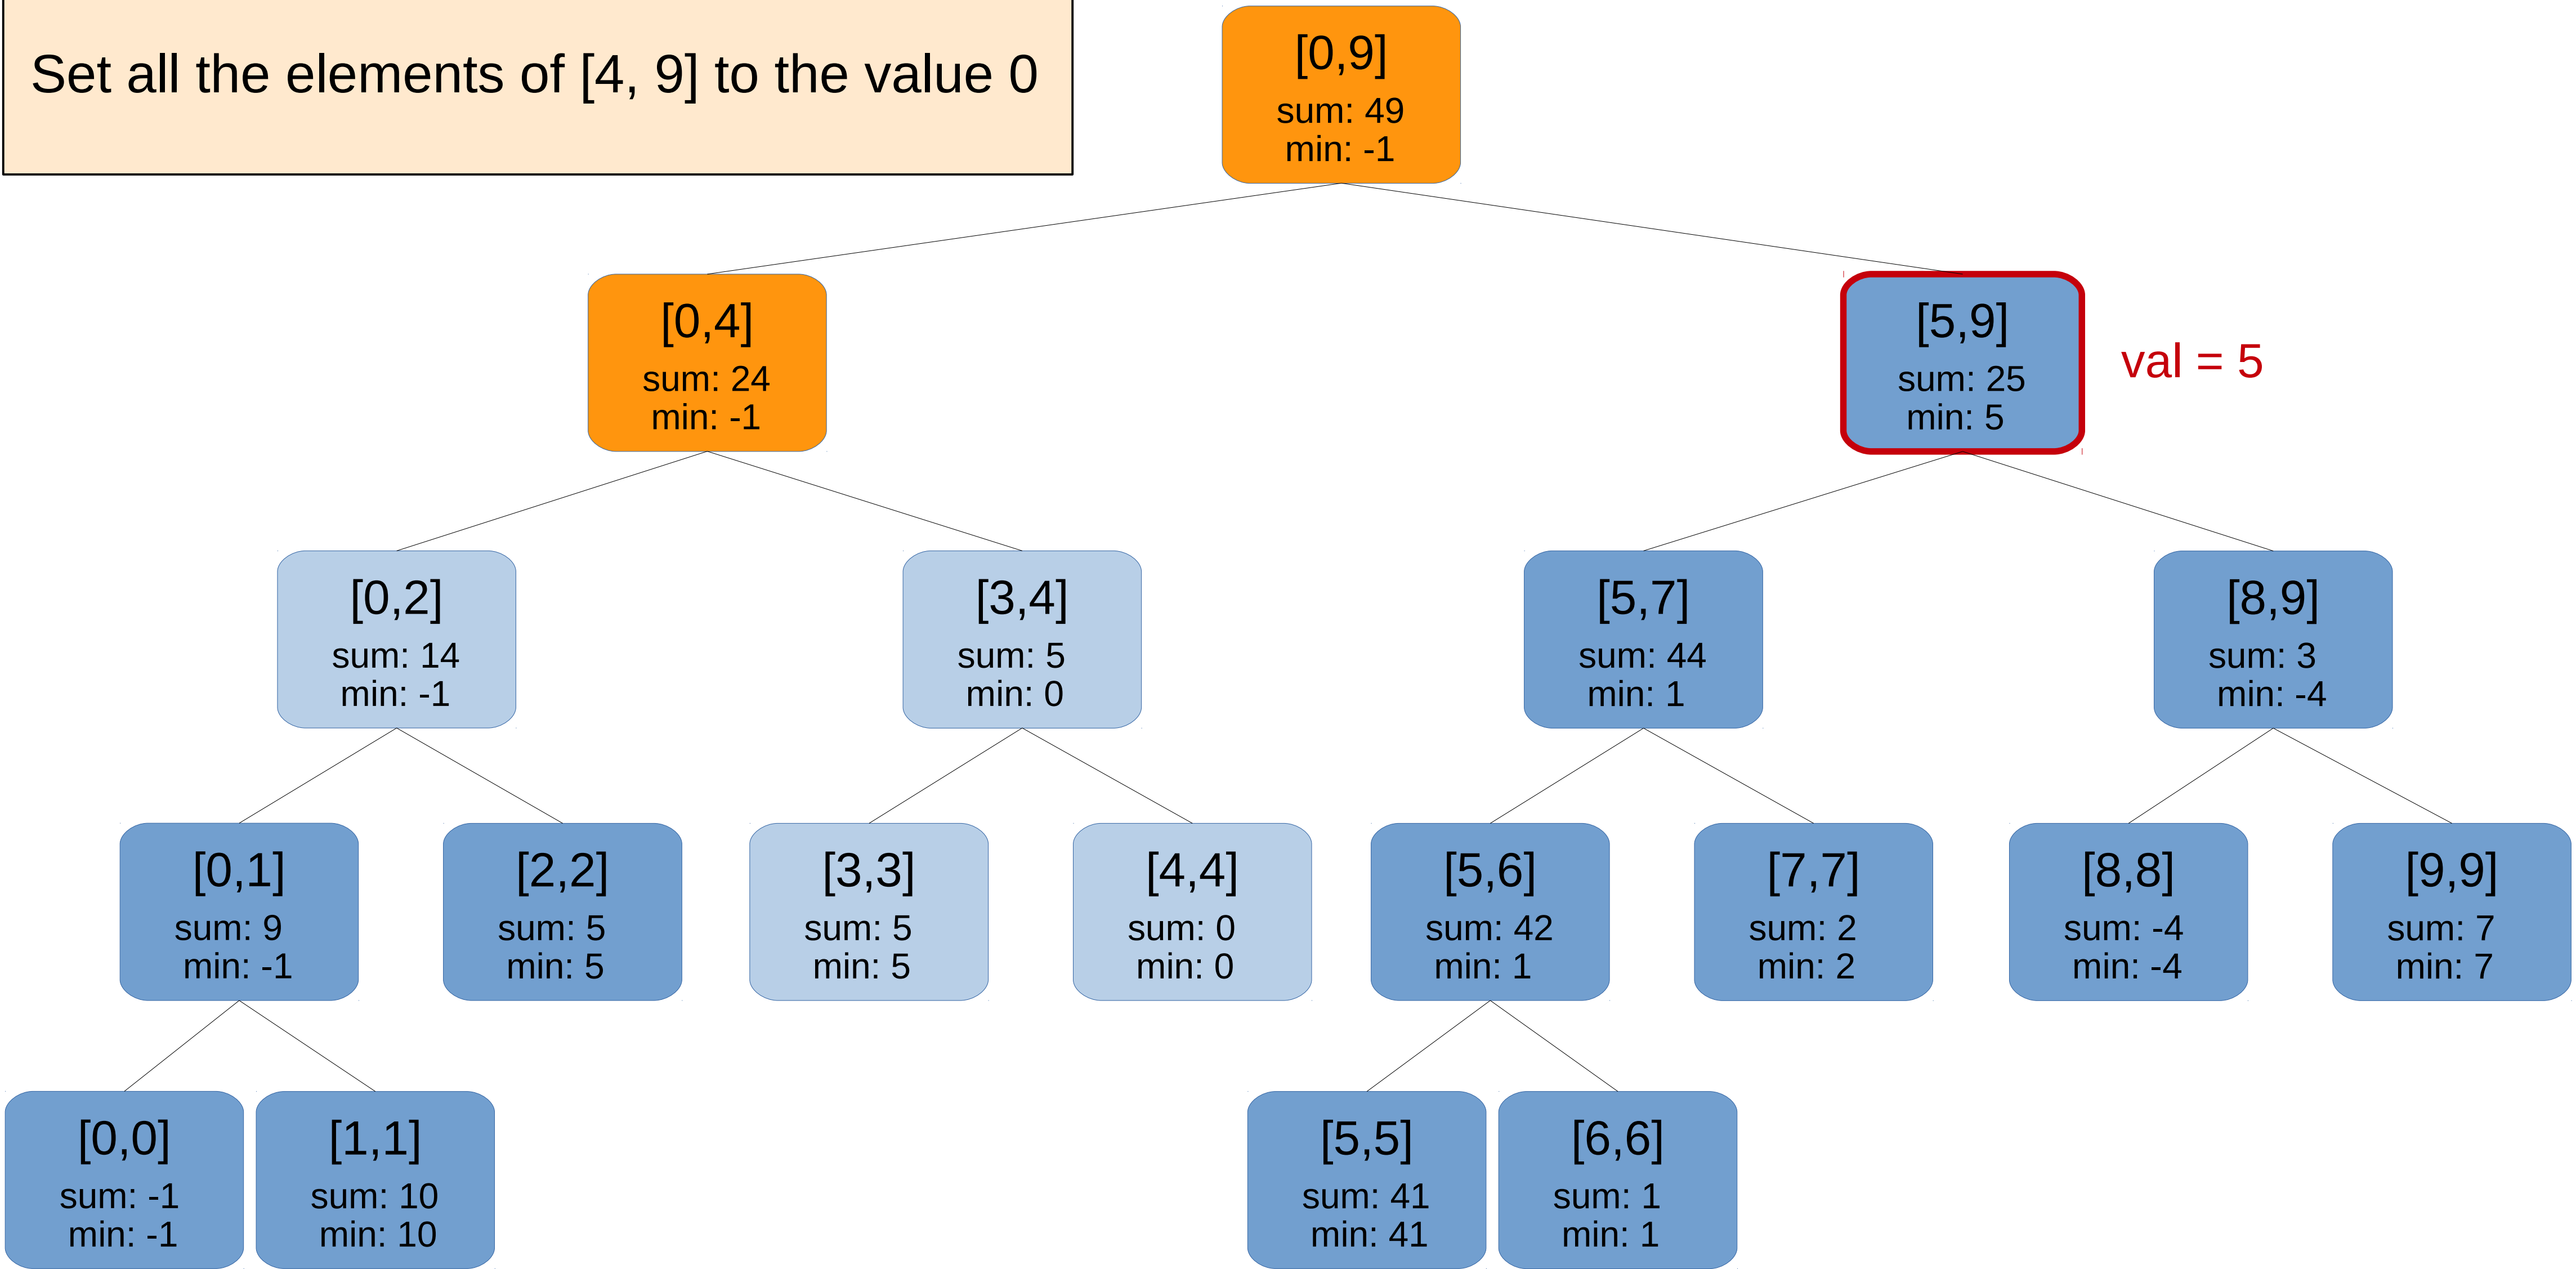 Set all the elements of [4, 9] to the value 0
[0,9]
sum: 49
min: -1
[0,4]
sum: 24
min: -1
[5,9]
sum: 25
min: 5
val = 5
[0,2]
sum: 14
min: -1
[3,4]
sum: 5
min: 0
[5,7]
sum: 44
min: 1
[8,9]
sum: 3
min: -4
[0,1]
sum: 9
min: -1
[2,2]
sum: 5
min: 5
[3,3]
sum: 5
min: 5
[4,4]
sum: 0
min: 0
[5,6]
sum: 42
min: 1
[7,7]
sum: 2
min: 2
[8,8]
sum: -4
min: -4
[9,9]
sum: 7
min: 7
[0,0]
sum: -1
min: -1
[1,1]
sum: 10
min: 10
[5,5]
sum: 41
min: 41
[6,6]
sum: 1
min: 1